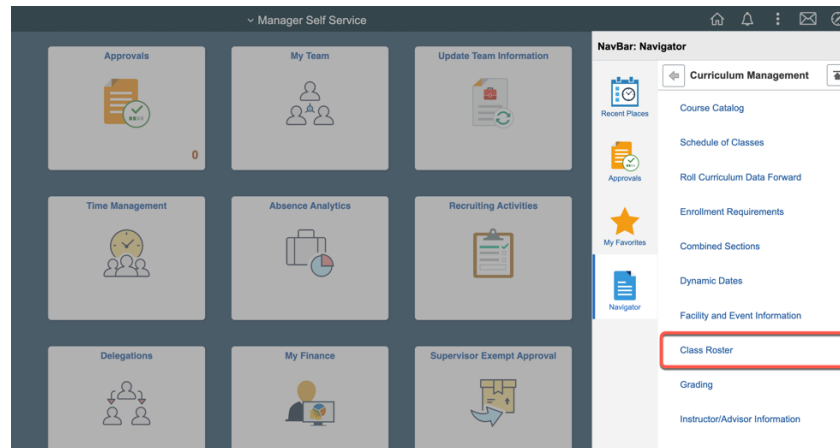 Manager Self Service
Approvals
0
My Team
Update Team Information
Time Management
Absence Analytics
Recruiting Activities
Delegations
My Finance
Supervisor Exempt Approval
NavBar: Navigator
Recent Places
Approvals
My Favorites
Navigator
Curriculum Management
Course Catalog
Schedule of Classes
Roll Curriculum Data Forward
Enrollment Requirements
Combined Sections
Dynamic Dates
Facility and Event Information
Class Roster
Grading
Instructor/Advisor Information